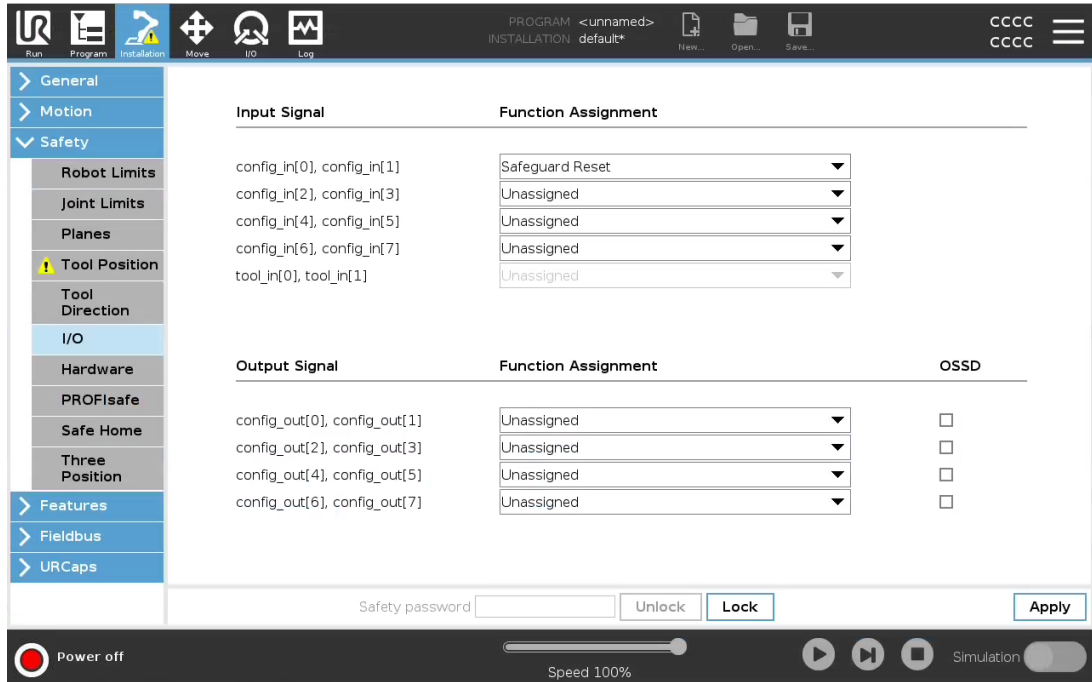 PROGRAM <unnamed>
INSTALLATION default*
UR
Run Program Installation Move I/O Log New... Open... Save...
CCCC
CCCC
General
Motion
Safety
Robot Limits
Joint Limits
Planes
Tool Position
Tool
Direction
I/O
Hardware
PROFIsafe
Safe Home
Three
Position
Features
Fieldbus
URCaps
Input Signal Function Assignment
config_in[0], config_in[1] Safeguard Reset
config_in[2], config_in[3] Unassigned
config_in[4], config_in[5] Unassigned
config_in[6], config_in[7] Unassigned
tool_in[0], tool_in[1] Unassigned
Output Signal Function Assignment OSSD
config_out[0], config_out[1] Unassigned
config_out[2], config_out[3] Unassigned
config_out[4], config_out[5] Unassigned
config_out[6], config_out[7] Unassigned
Safety password Unlock Lock Apply
Power off
Speed 100%
Simulation